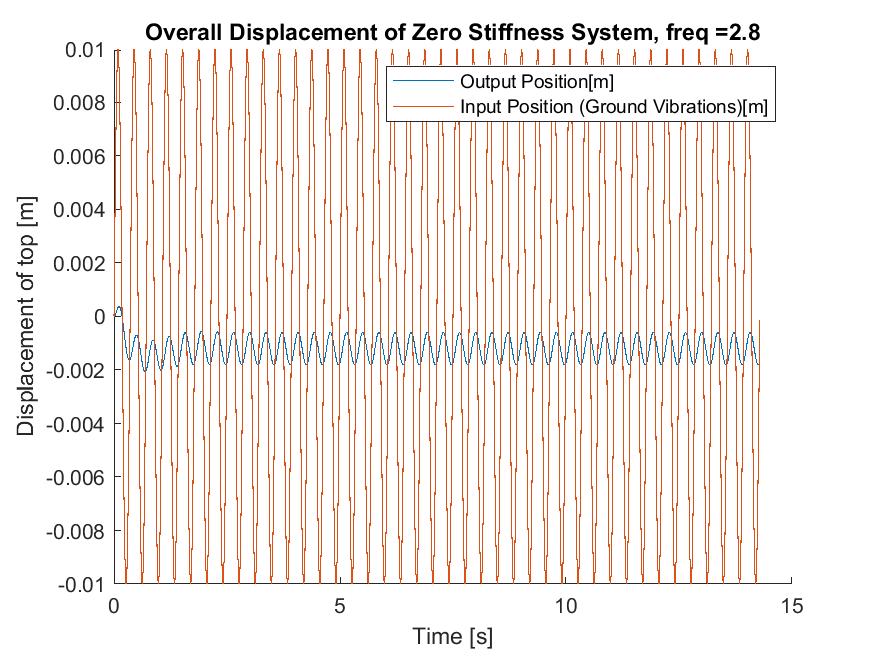 Overall Displacement of Zero Stiffness System, freq =2.8
0.01
0.008
0.006
0.004
0.002
0
-0.002
-0.004
-0.006
-0.008
-0.01
Displacement of top [m]
Output Position[m]
Input Position (Ground Vibrations)[m]
0 5 10 15
Time [s]